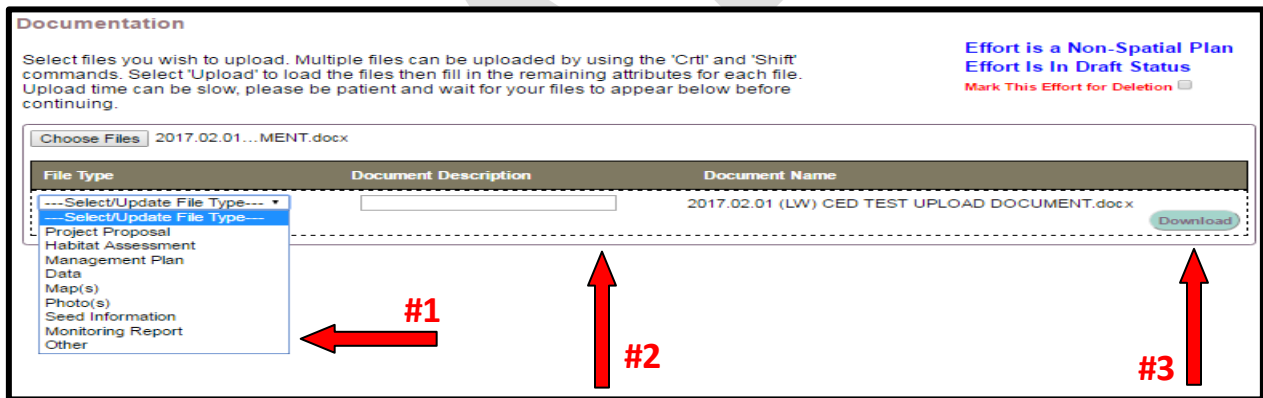 Documentation
Select files you wish to upload. Multiple files can be uploaded by using the 'Crtl' and 'Shift'
commands. Select 'Upload' to load the files then fill in the remaining attributes for each file.
Upload time can be slow, please be patient and wait for your files to appear below before
continuing.
Effort is a Non-Spatial Plan
Effort Is In Draft Status
Mark This Effort for Deletion
Choose Files 2017.02.01...MENT.docx
File Type Document Description Document Name
---Select/Update File Type---
2017.02.01 (LW) CED TEST UPLOAD DOCUMENT.docx
Download
---Select/Update File Type---
Project Proposal
Habitat Assessment
Management Plan
Data
Map(s)
Photo(s)
Seed Information
Monitoring Report
Other
#1
#2
#3